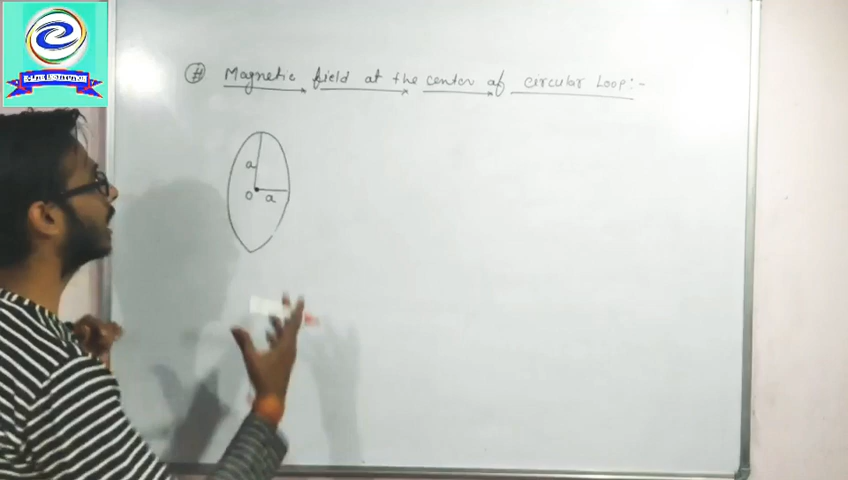 # Magnetic field at the center of circular Loop:-
a
O a